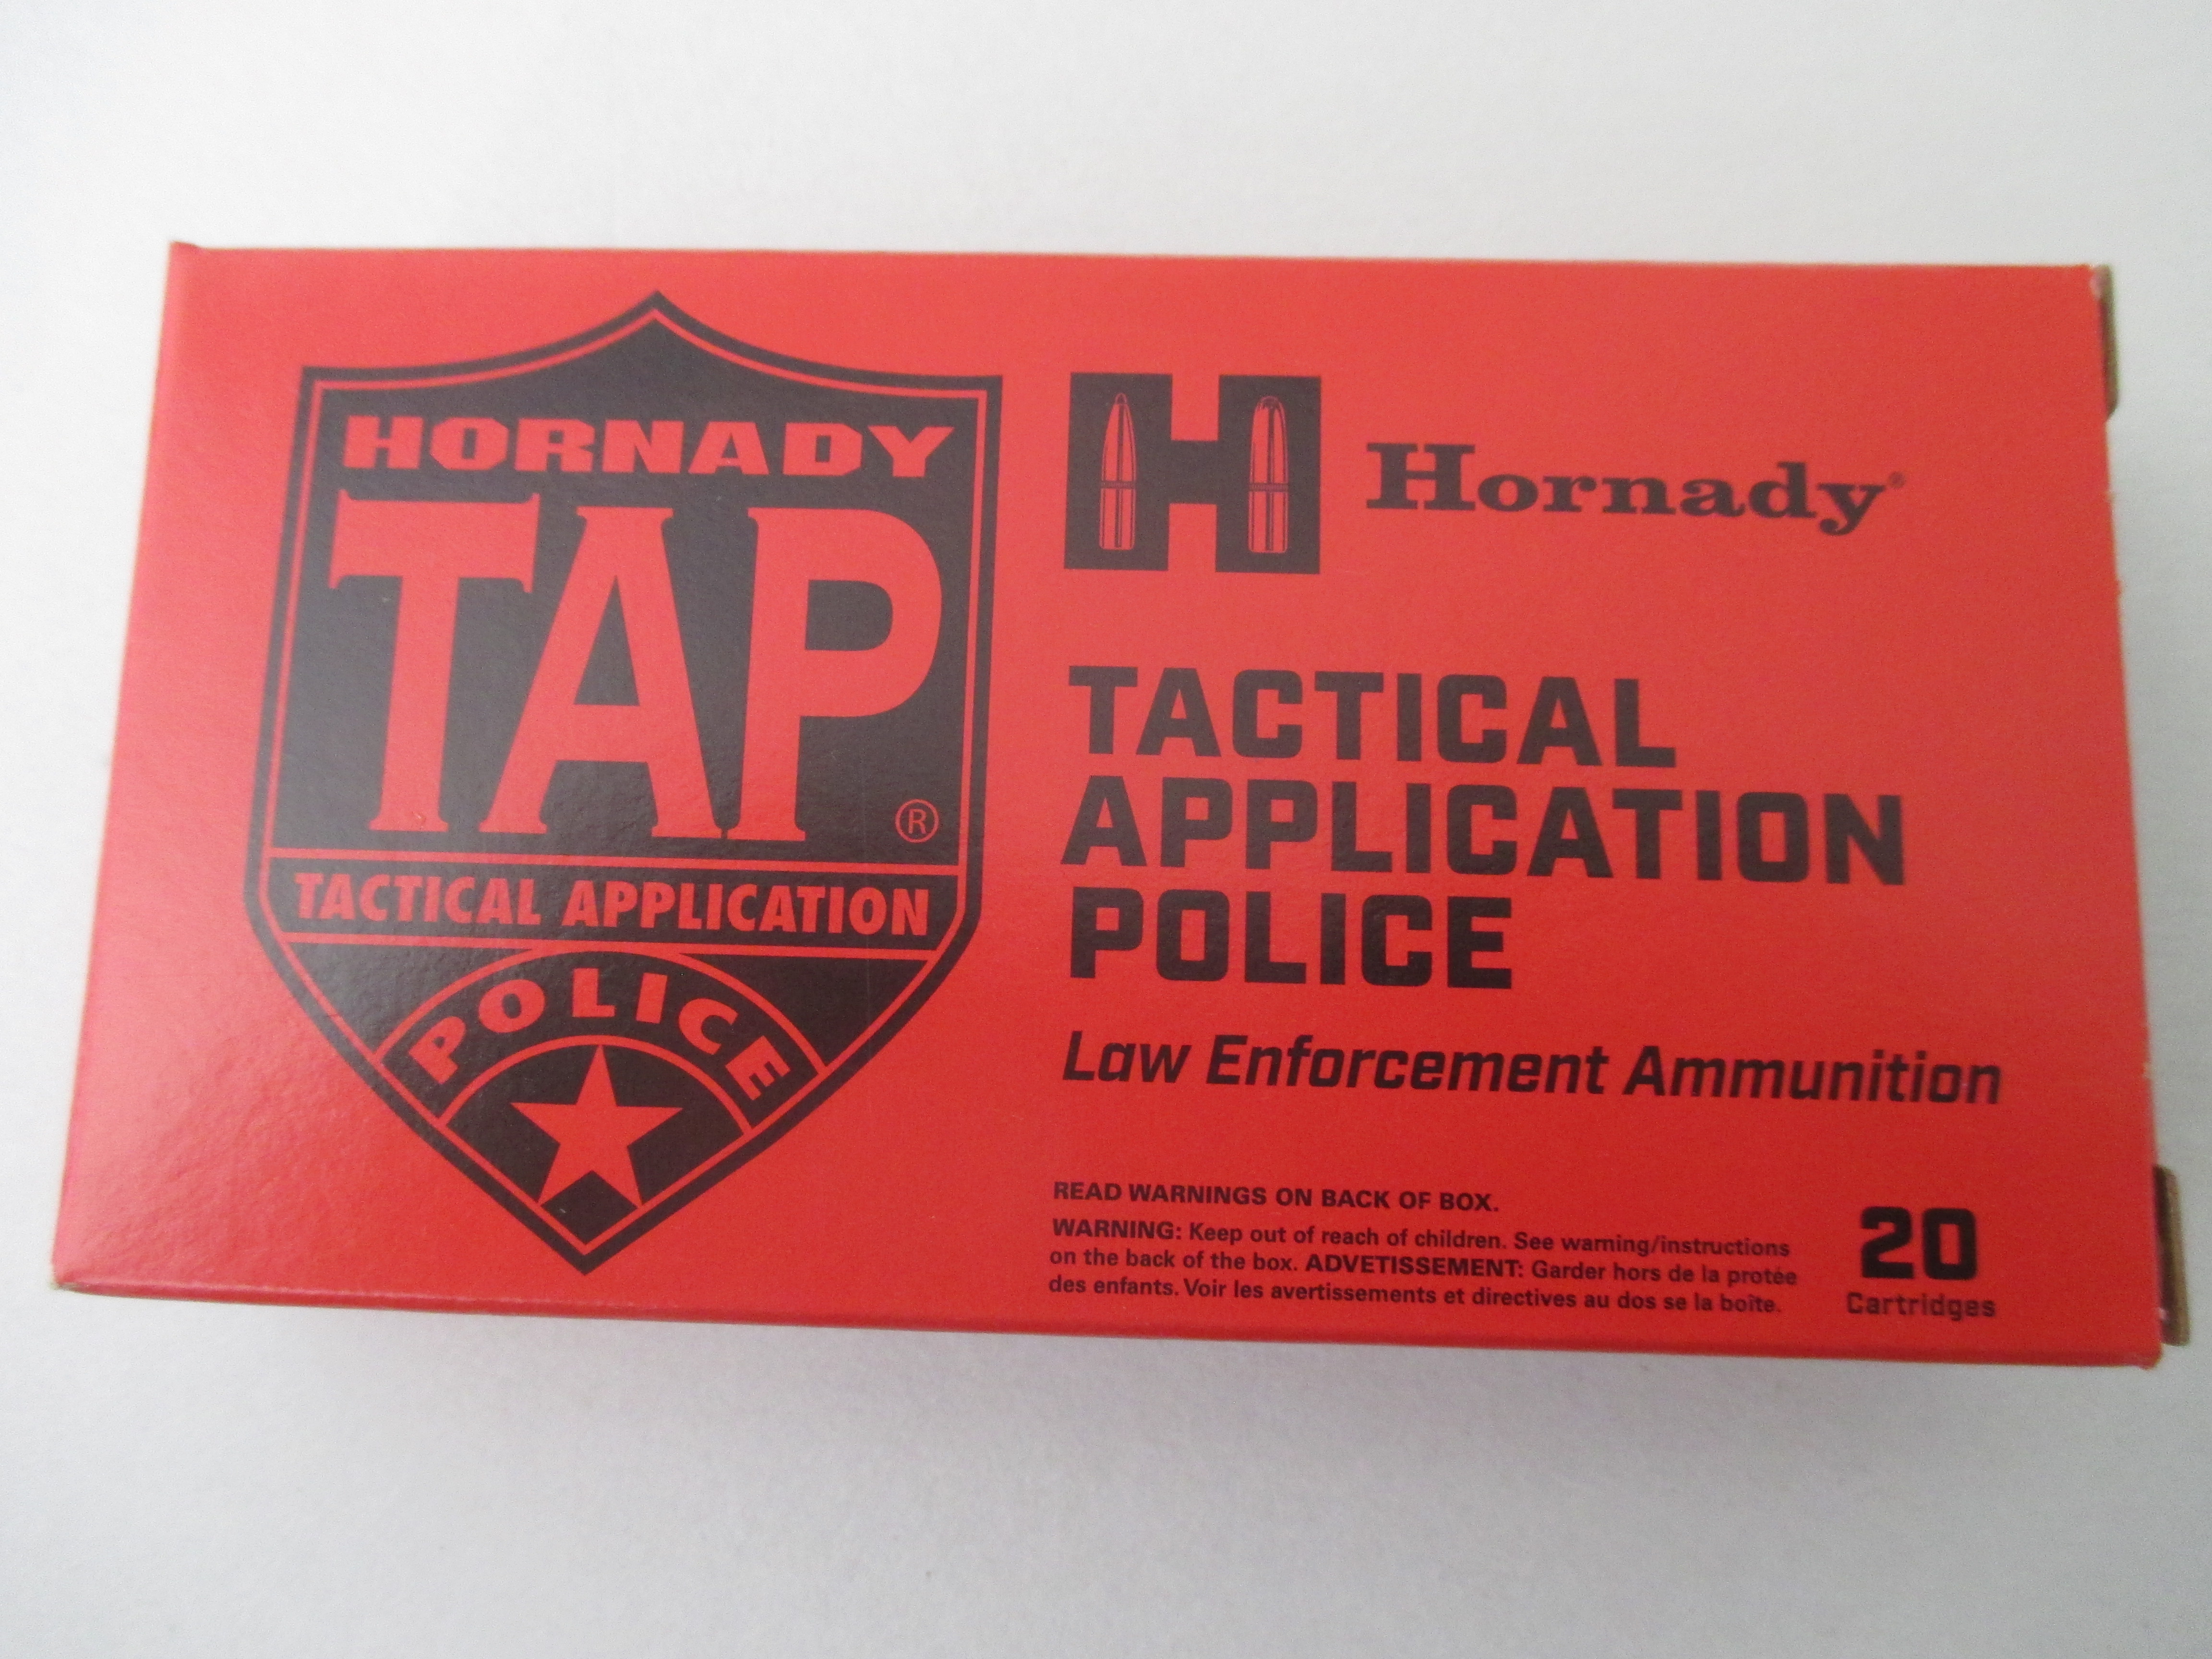 HORNADY
TAP®
TACTICAL APPLICATION
POLICE
H Hornady®
TACTICAL
APPLICATION
POLICE
Law Enforcement Ammunition
READ WARNINGS ON BACK OF BOX.
WARNING: Keep out of reach of children. See warning/instructions
on the back of the box. ADVETISSEMENT: Garder hors de la protée
des enfants. Voir les avertissements et directives au dos se la boîte.
20
Cartridges